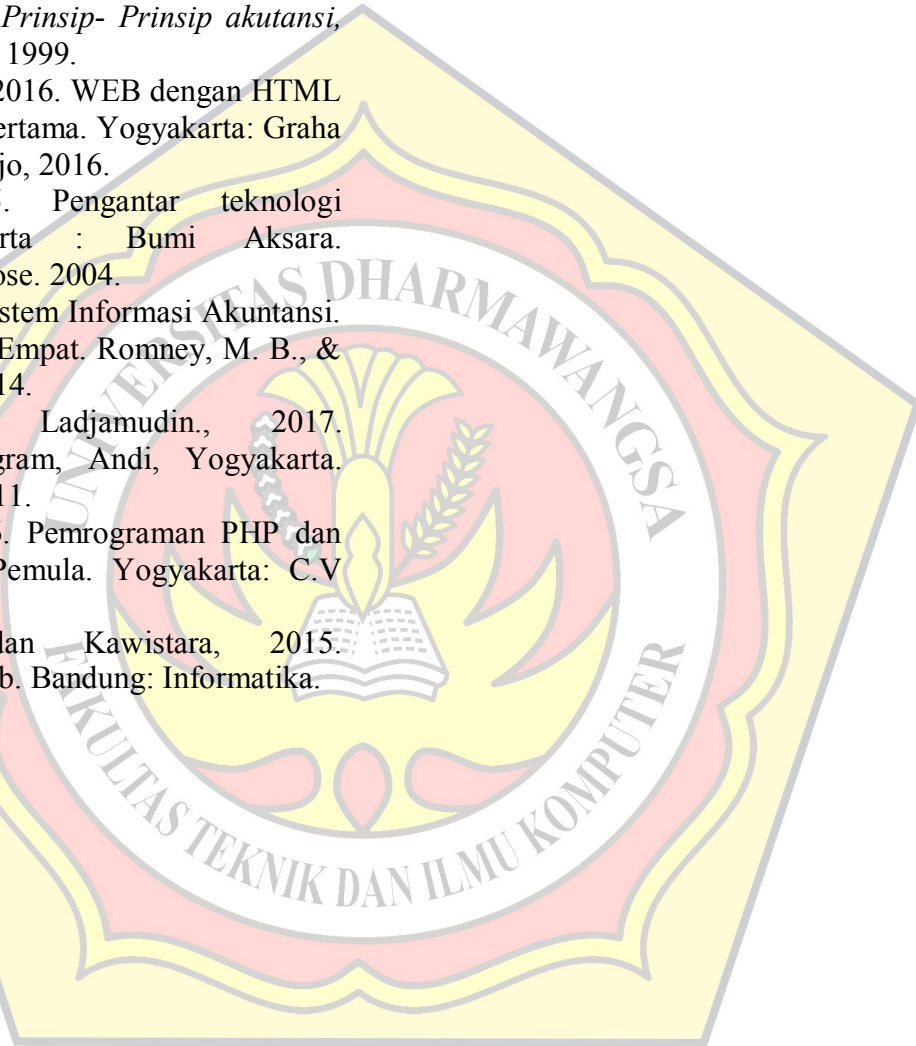 Prinsip- Prinsip akutansi,
1999.
2016. WEB dengan HTML
ertama. Yogyakarta: Graha
jo, 2016.
. Pengantar teknologi
rta : Bumi Aksara.
ose. 2004.
stem Informasi Akuntansi.
Empat. Romney, M. B., &
14.
Ladjamudin., 2017.
gram, Andi, Yogyakarta.
11.
. Pemrograman PHP dan
Pemula. Yogyakarta: C.V
dan Kawistara, 2015.
b. Bandung: Informatika.
UNIVERSITAS DHARMAWANGSA
FAKULTAS TEKNIK DAN ILMU KOMPUTER